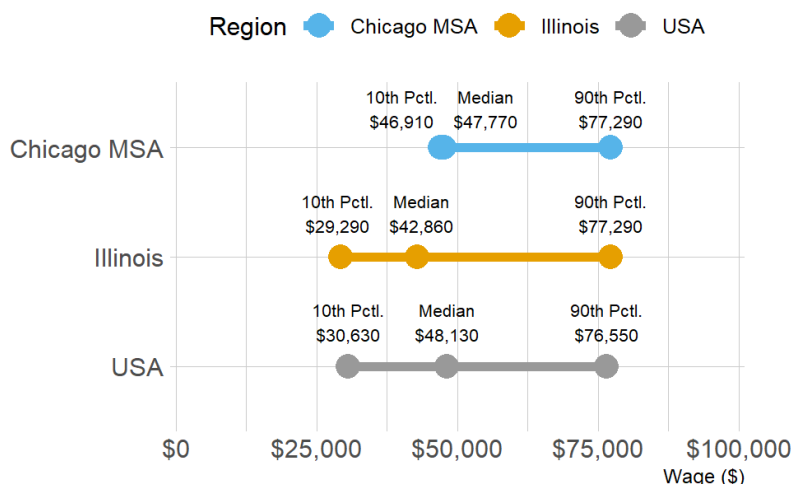 Region Chicago MSA Illinois USA
10th Pctl. Median 90th Pctl.
$46,910 $47,770 $77,290
Chicago MSA
10th Pctl. Median 90th Pctl.
$29,290 $42,860 $77,290
Illinois
10th Pctl. Median 90th Pctl.
$30,630 $48,130 $76,550
USA
$0 $25,000 $50,000 $75,000 $100,000
Wage ($)